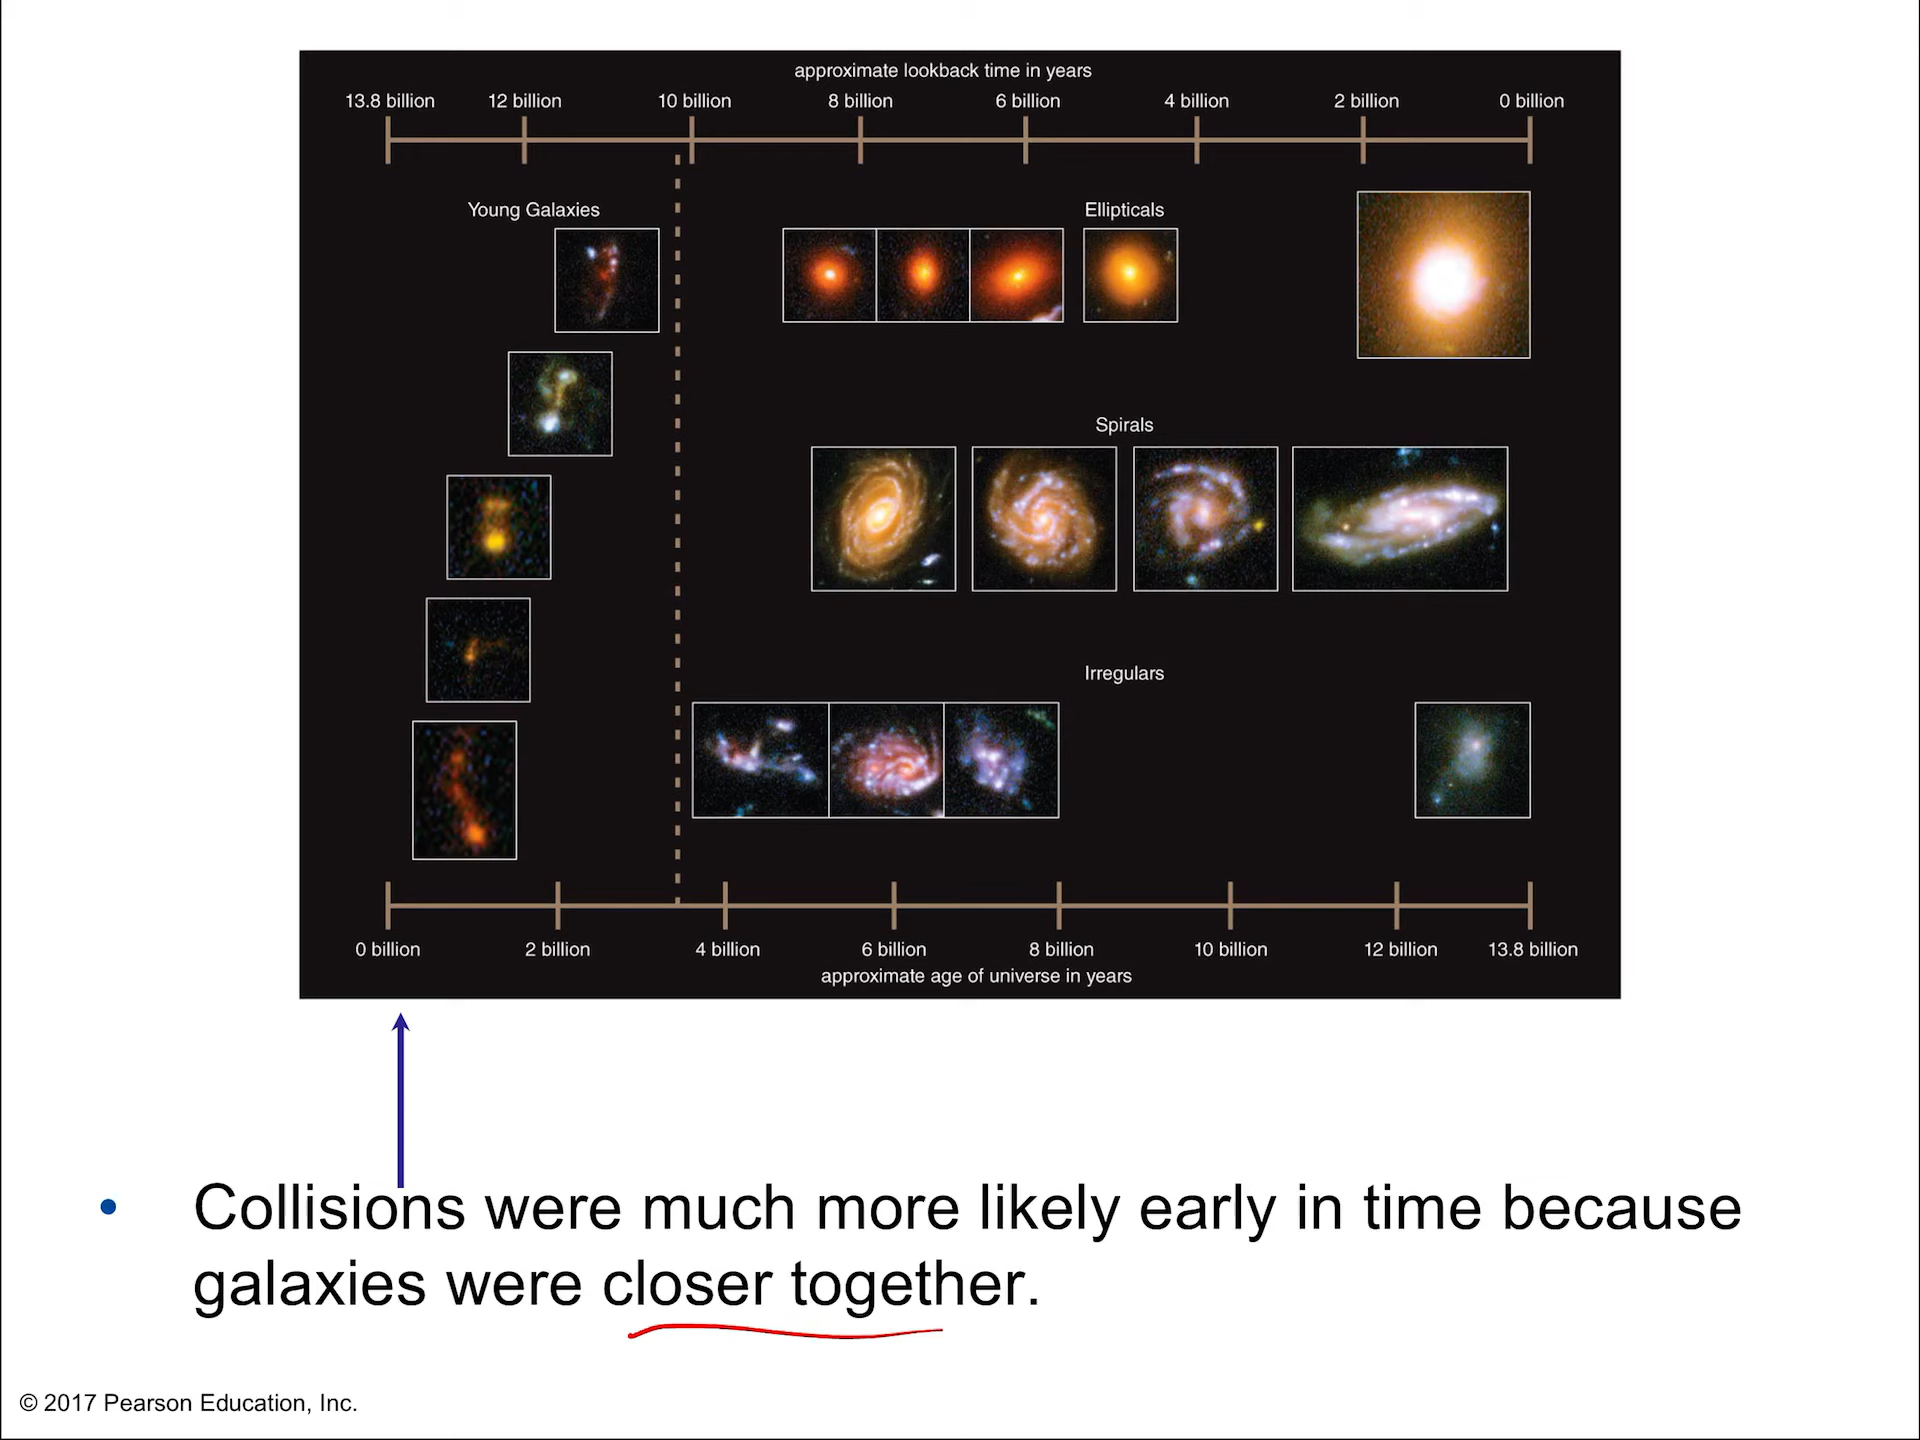 approximate lookback time in years
13.8 billion 12 billion 10 billion 8 billion 6 billion 4 billion 2 billion 0 billion
Young Galaxies
Ellipticals
Spirals
Irregulars
0 billion 2 billion 4 billion 6 billion 8 billion 10 billion 12 billion 13.8 billion
approximate age of universe in years
• Collisions were much more likely early in time because
galaxies were closer together.
© 2017 Pearson Education, Inc.